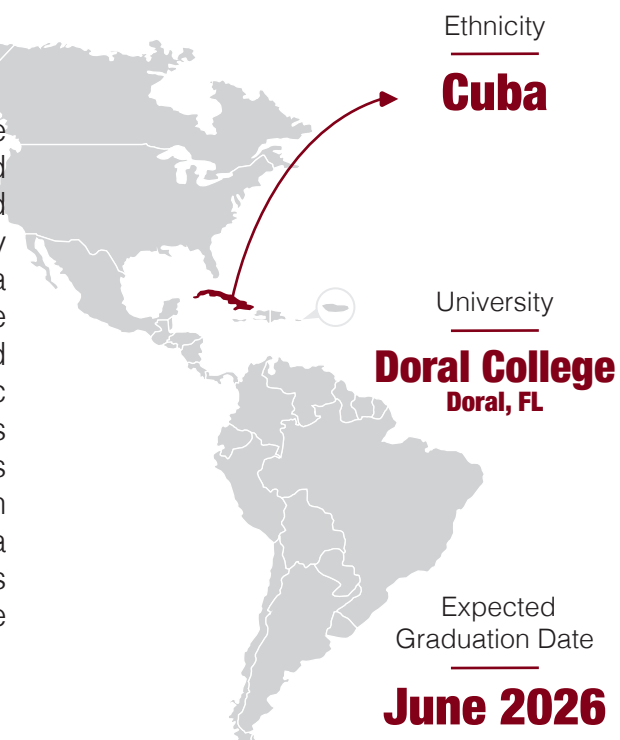 Ethnicity
Cuba
e
d
d
y
a
e
d
c
s
s
n
a
s
e
University
Doral College
Doral, FL
Expected
Graduation Date
June 2026